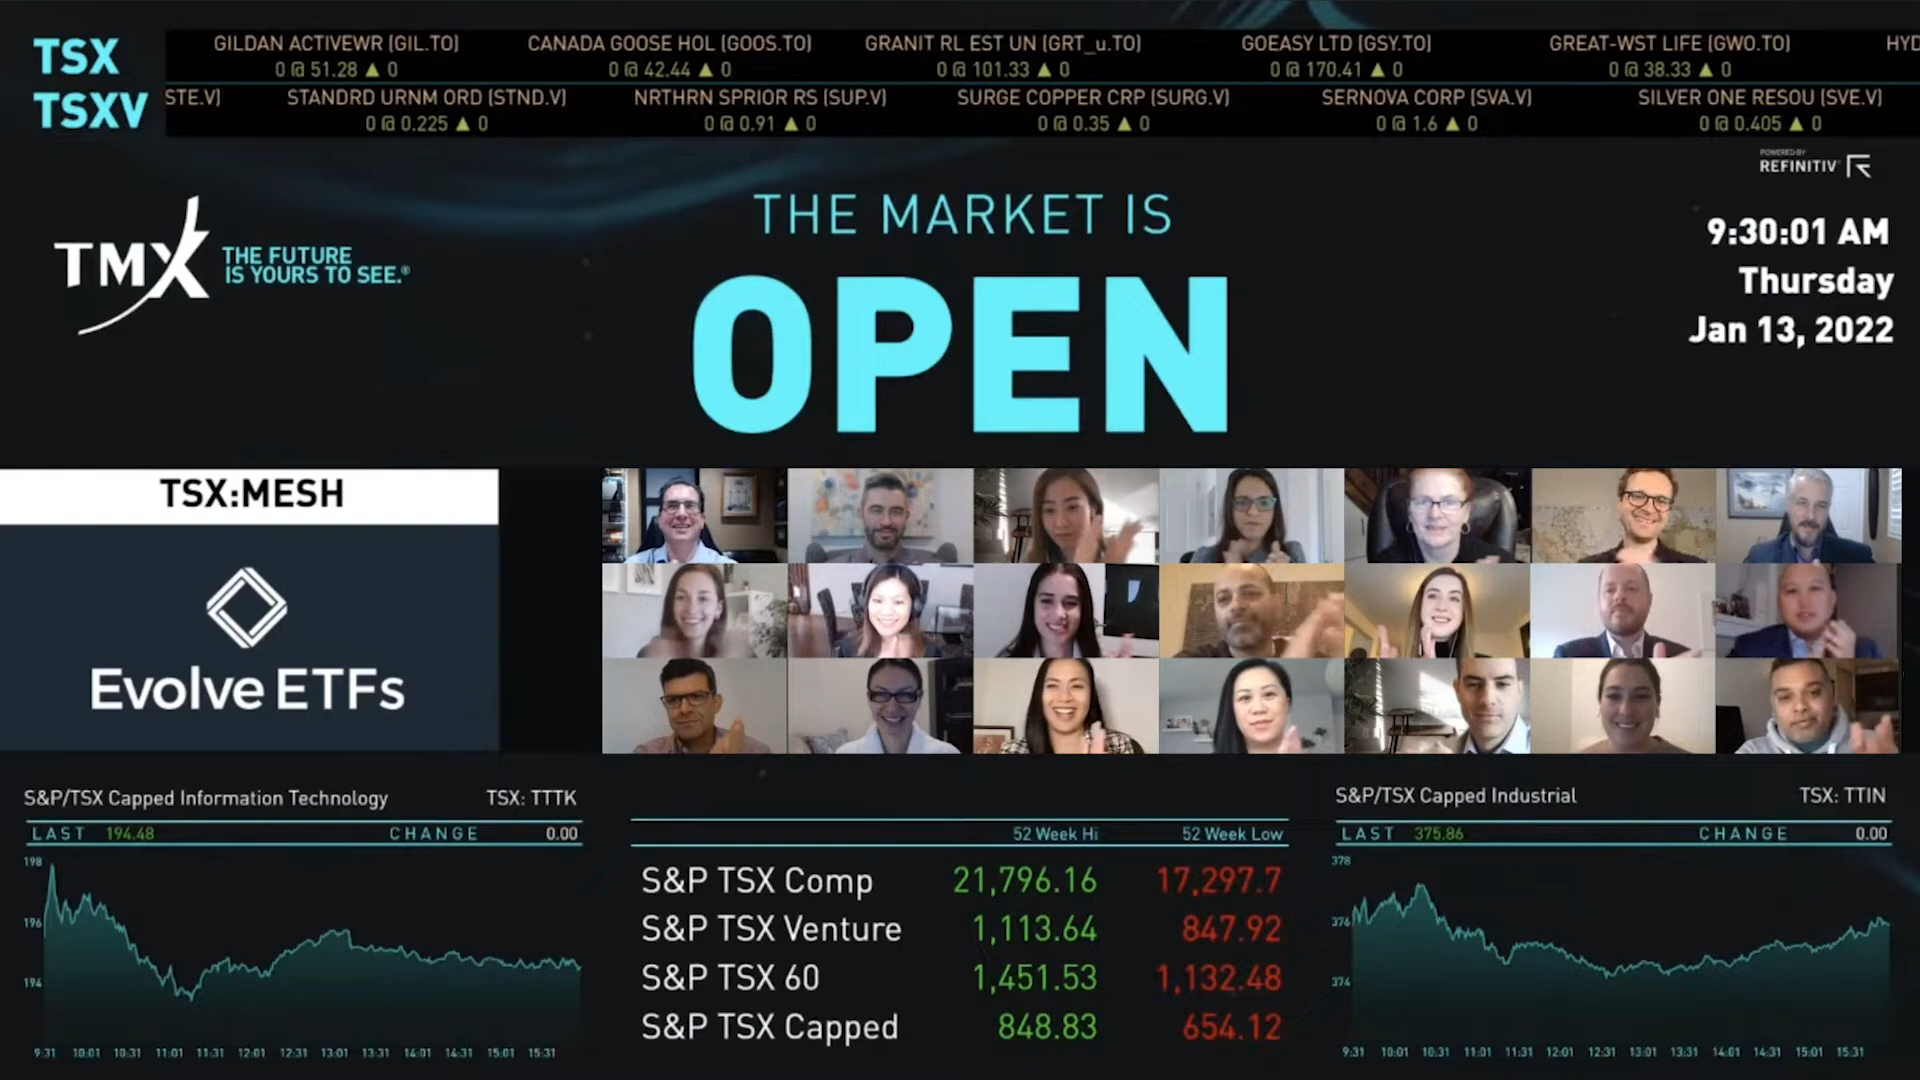 TSX
GILDAN ACTIVEWR (GIL.TO) CANADA GOOSE HOL (GOOS.TO) GRANIT RL EST UN (GRT_u.TO) GOEASY LTD (GSY.TO) GREAT-WST LIFE (GWO.TO) HYD
0 @ 51.28 ▲ 0 0 @ 42.44 ▲ 0 0 @ 101.33 ▲ 0 0 @ 170.41 ▲ 0 0 @ 38.33 ▲ 0
TSXV
STE.V) STANDRD URNM ORD (STND.V) NRTHRN SPRIOR RS (SUP.V) SURGE COPPER CRP (SURG.V) SERNOVA CORP (SVA.V) SILVER ONE RESOU (SVE.V)
0 @ 0.225 ▲ 0 0 @ 0.91 ▲ 0 0 @ 0.35 ▲ 0 0 @ 1.6 ▲ 0 0 @ 0.405 ▲ 0
POWERED BY
REFINITIV
TMX THE FUTURE
IS YOURS TO SEE.®
THE MARKET IS
OPEN
9:30:01 AM
Thursday
Jan 13, 2022
TSX:MESH
Evolve ETFs
S&P/TSX Capped Information Technology TSX: TTTK
LAST 194.48 CHANGE 0.00
198
196
194
9:31 10:01 10:31 11:01 11:31 12:01 12:31 13:01 13:31 14:01 14:31 15:01 15:31
52 Week Hi 52 Week Low
S&P TSX Comp 21,796.16 17,297.7
S&P TSX Venture 1,113.64 847.92
S&P TSX 60 1,451.53 1,132.48
S&P TSX Capped 848.83 654.12
S&P/TSX Capped Industrial TSX: TTIN
LAST 375.86 CHANGE 0.00
378
376
374
9:31 10:01 10:31 11:01 11:31 12:01 12:31 13:01 13:31 14:01 14:31 15:01 15:31